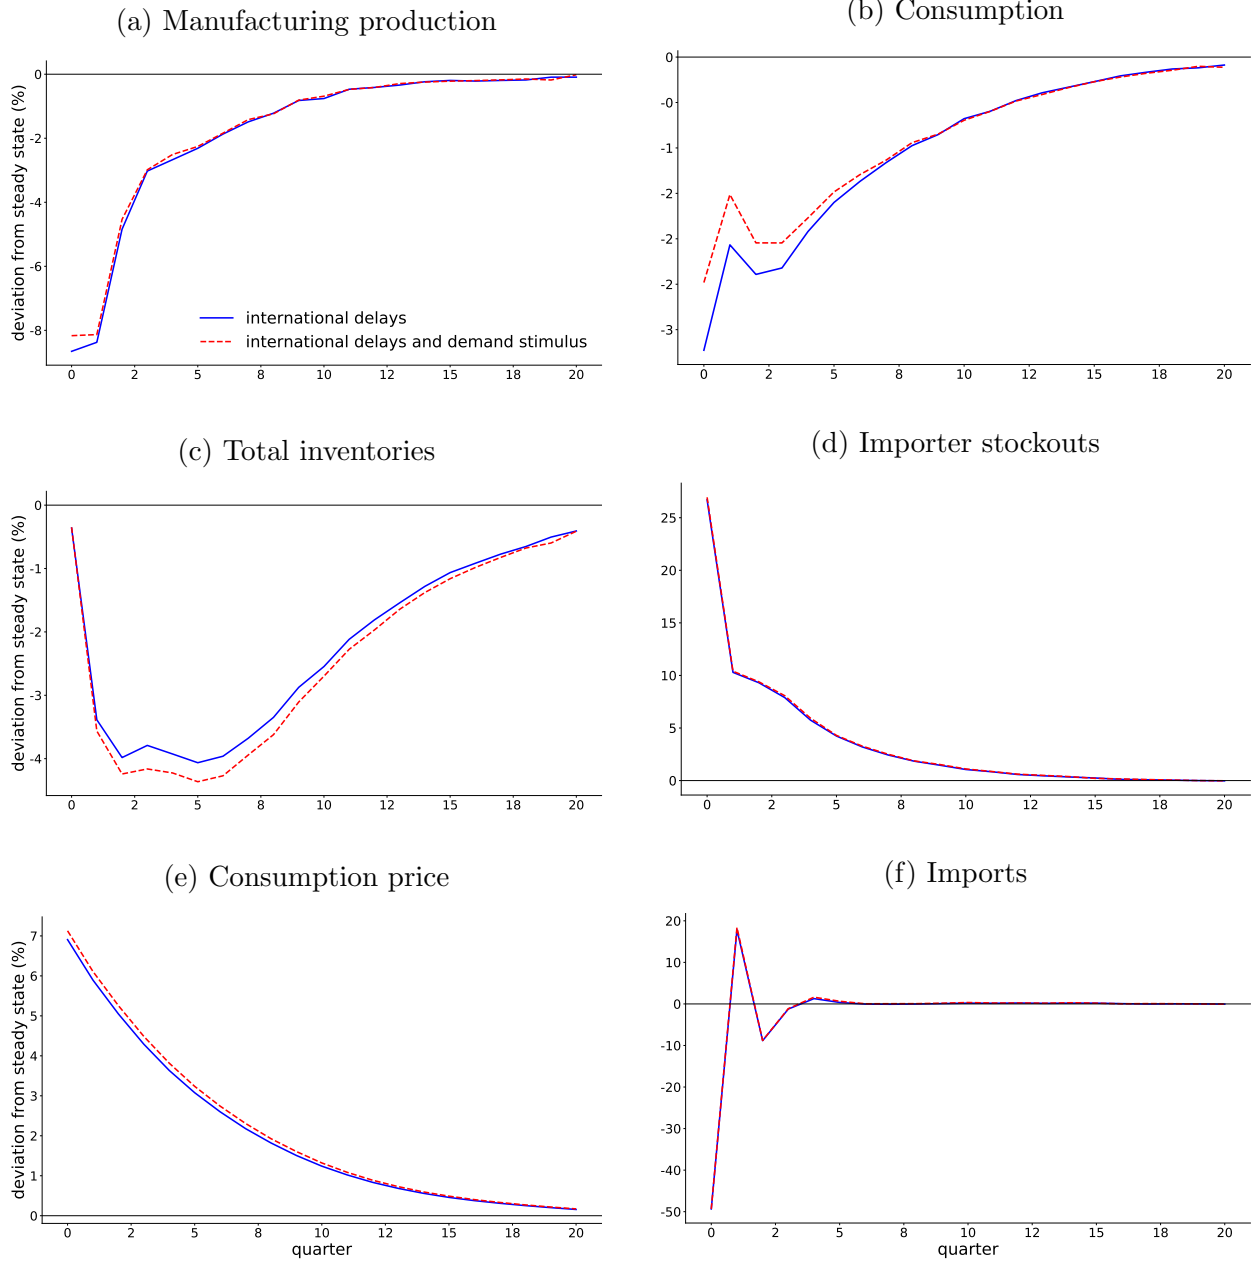 (a) Manufacturing production
(b) Consumption
deviation from steady state (%)
0
-2
-4
-6
-8
international delays
international delays and demand stimulus
0 2 5 8 10 12 15 18 20
0
-0
-1
-2
-2
-2
-3
0 2 5 8 10 12 15 18 20
(c) Total inventories
(d) Importer stockouts
deviation from steady state (%)
0
-1
-2
-3
-4
0 2 5 8 10 12 15 18 20
25
20
15
10
5
0
0 2 5 8 10 12 15 18 20
(e) Consumption price
(f) Imports
deviation from steady state (%)
7
6
5
4
3
2
1
0
0 2 5 8 10 12 15 18 20
quarter
20
10
0
-10
-20
-30
-40
-50
0 2 5 8 10 12 15 18 20
quarter